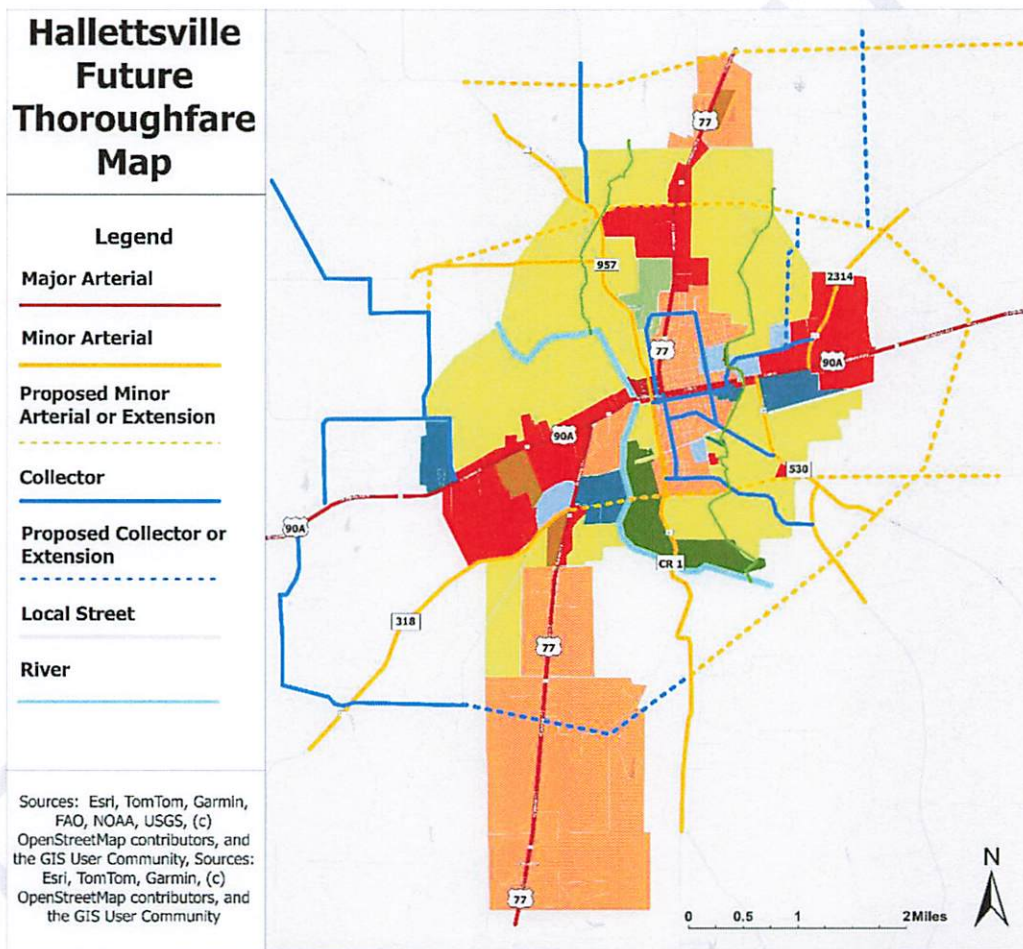 Hallettsville
Future
Thoroughfare
Map
Legend
Major Arterial
Minor Arterial
Proposed Minor
Arterial or Extension
Collector
Proposed Collector or
Extension
Local Street
River
Sources: Esri, TomTom, Garmin,
FAO, NOAA, USGS, (c)
OpenStreetMap contributors, and
the GIS User Community, Sources:
Esri, TomTom, Garmin, (c)
OpenStreetMap contributors, and
the GIS User Community
77
957
2314
77
90A
90A
530
90A
CR 1
318
77
77
N
0 0.5 1 2 Miles